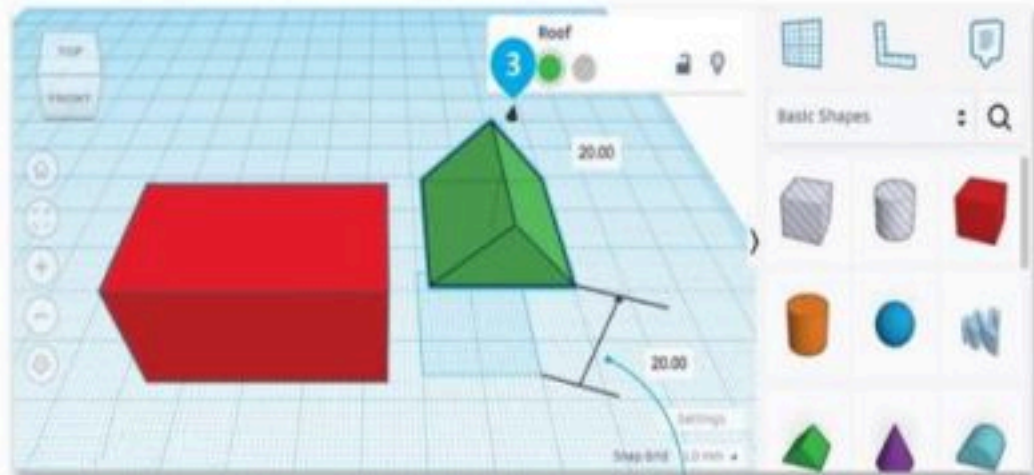 TOP
FRONT
Roof
3
20.00
20.00
Basic Shapes
Settings
Snap Grid